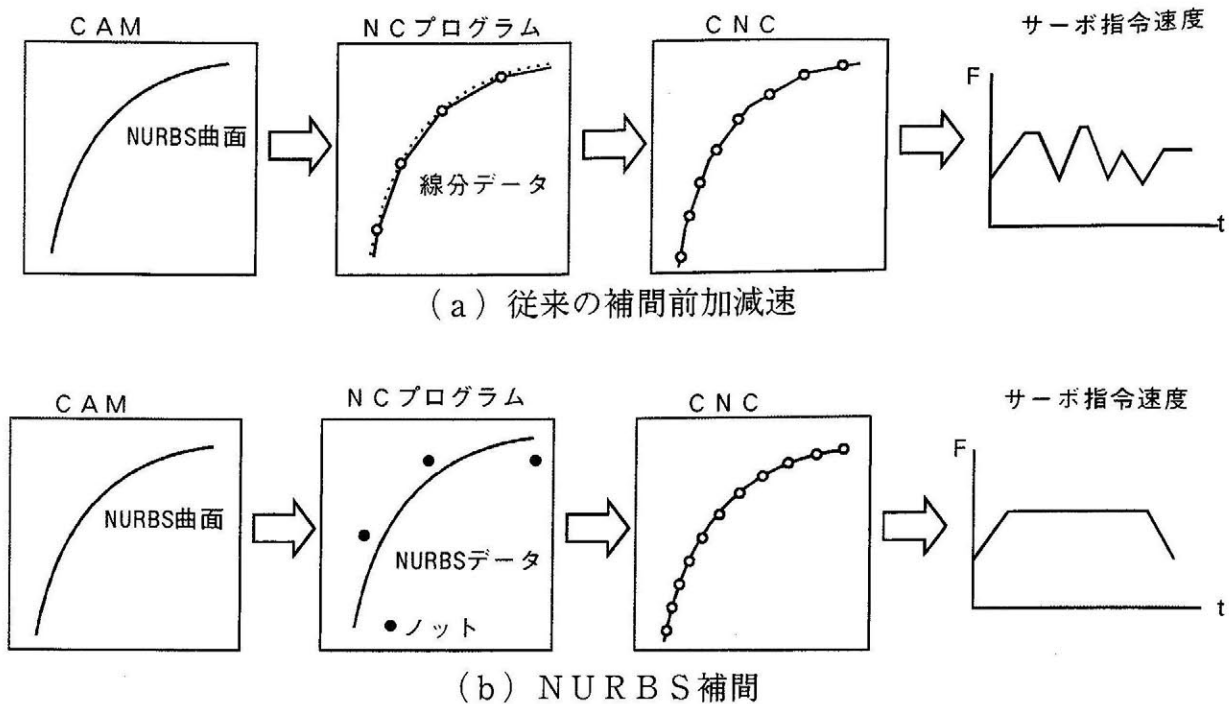 CAM
NCプログラム
CNC
サーボ指令速度
NURBS曲面
線分データ
F
t
(a)従来の補間前加減速
CAM
NCプログラム
CNC
サーボ指令速度
NURBS曲面
NURBSデータ
●ノット
F
t
(b)NURBS補間